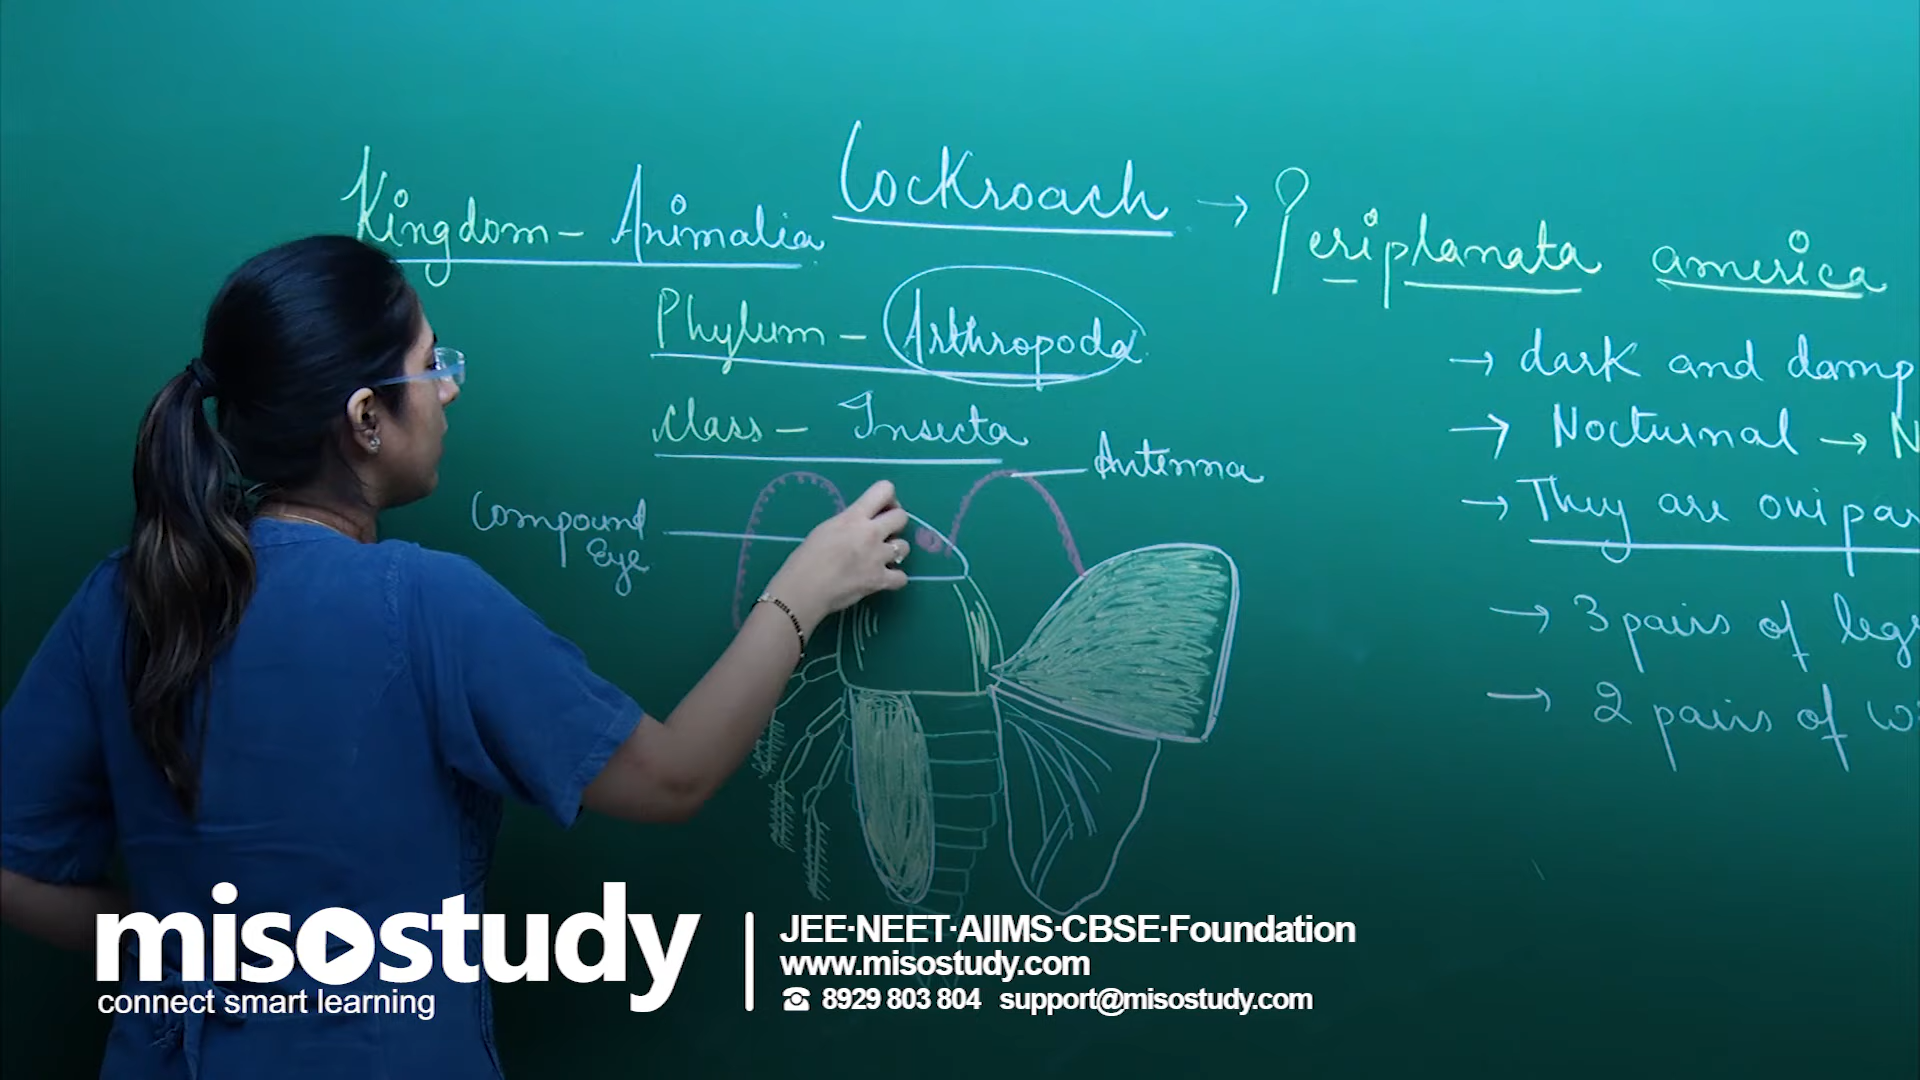 Cockroach → Periplanata america
Kingdom - Animalia
Phylum - Arthropoda
Class - Insecta
Antenna
Compound
Eye
→ dark and damp
→ Nocturnal → N
→ They are ovipar
→ 3 pairs of legs
→ 2 pairs of wi
misostudy
connect smart learning
JEE·NEET·AIIMS·CBSE·Foundation
www.misostudy.com
☎ 8929 803 804 support@misostudy.com